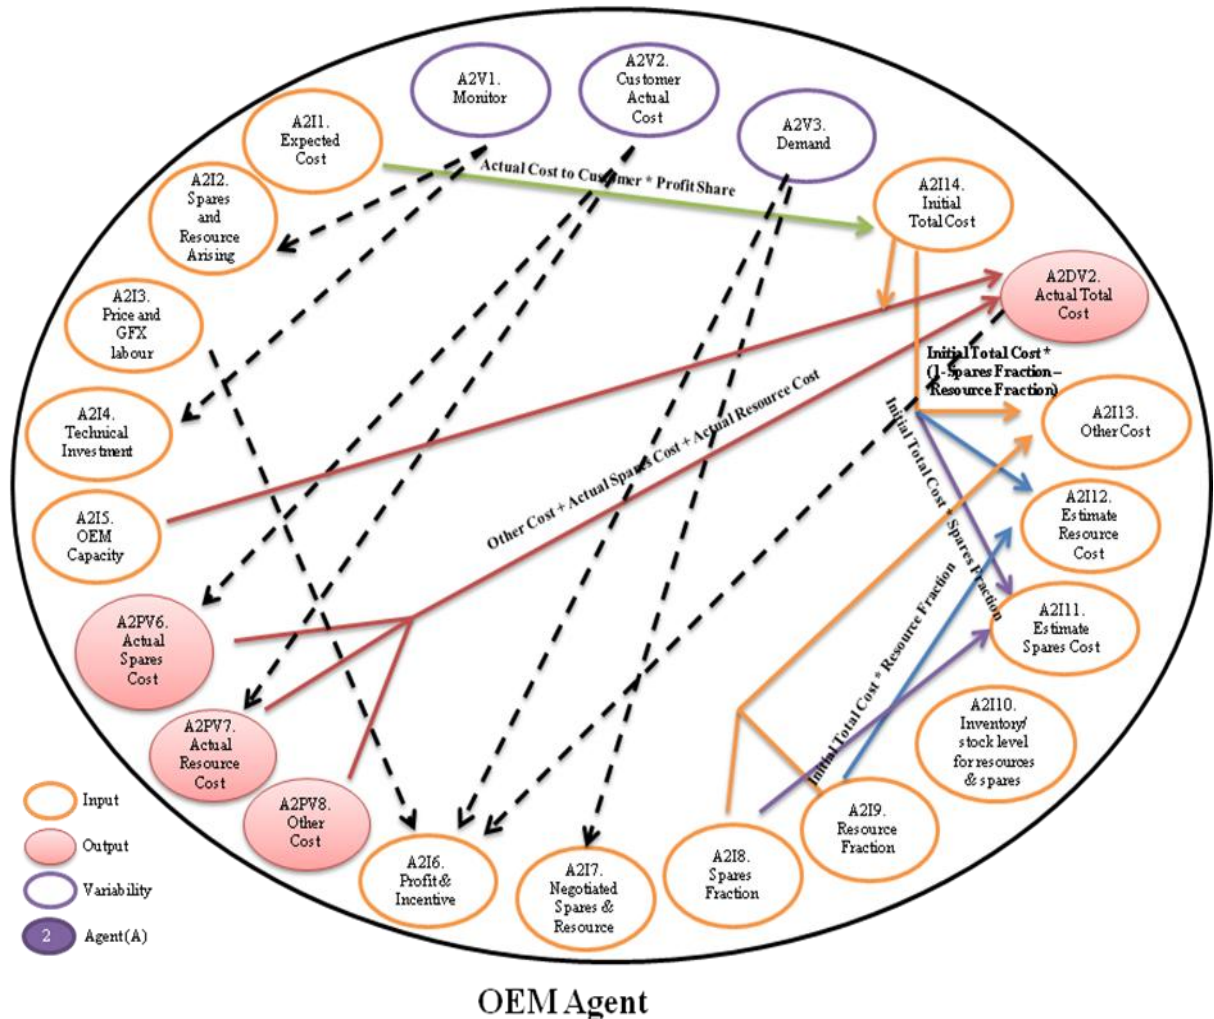 A2V1.
Monitor
A2V2.
Customer
Actual
Cost
A2V3.
Demand
A2I1.
Expected
Cost
A2I2.
Spares
and
Resource
Arising
A2I3.
Price and
GFX
labour
A2I4.
Technical
Investment
A2I5.
OEM
Capacity
A2PV6.
Actual
Spares
Cost
A2PV7.
Actual
Resource
Cost
A2PV8.
Other
Cost
A2I6.
Profit &
Incentive
A2I7.
Negotiated
Spares &
Resource
A2I8.
Spares
Fraction
A2I9.
Resource
Fraction
A2I10.
Inventory/
stock level
for resources
& spares
A2I11.
Estimate
Spares Cost
A2I12.
Estimate
Resource
Cost
A2I13.
Other Cost
A2DV2.
Actual Total
Cost
A2I14.
Initial
Total Cost
Actual Cost to Customer * Profit Share
Initial Total Cost *
(1-Spares Fraction–
Resource Fraction)
Other Cost + Actual Spares Cost + Actual Resource Cost
Initial Total Cost * Spares Fraction
Initial Total Cost * Resource Fraction
Input
Output
Variability
2
Agent (A)
OEM Agent